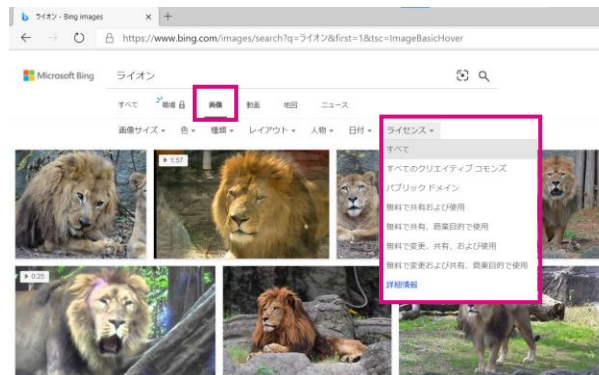 ライオン - Bing images
https://www.bing.com/images/search?q=ライオン&first=1&tsc=ImageBasicHover
Microsoft Bing ライオン
すべて 職場 画像 動画 地図 ニュース
画像サイズ 色 種類 レイアウト 人物 日付 ライセンス
すべて
すべてのクリエイティブ コモンズ
パブリック ドメイン
無料で共有および使用
無料で共有、商業目的で使用
無料で変更、共有、および使用
無料で変更および共有、商業目的で使用
詳細情報
1:57
0:25